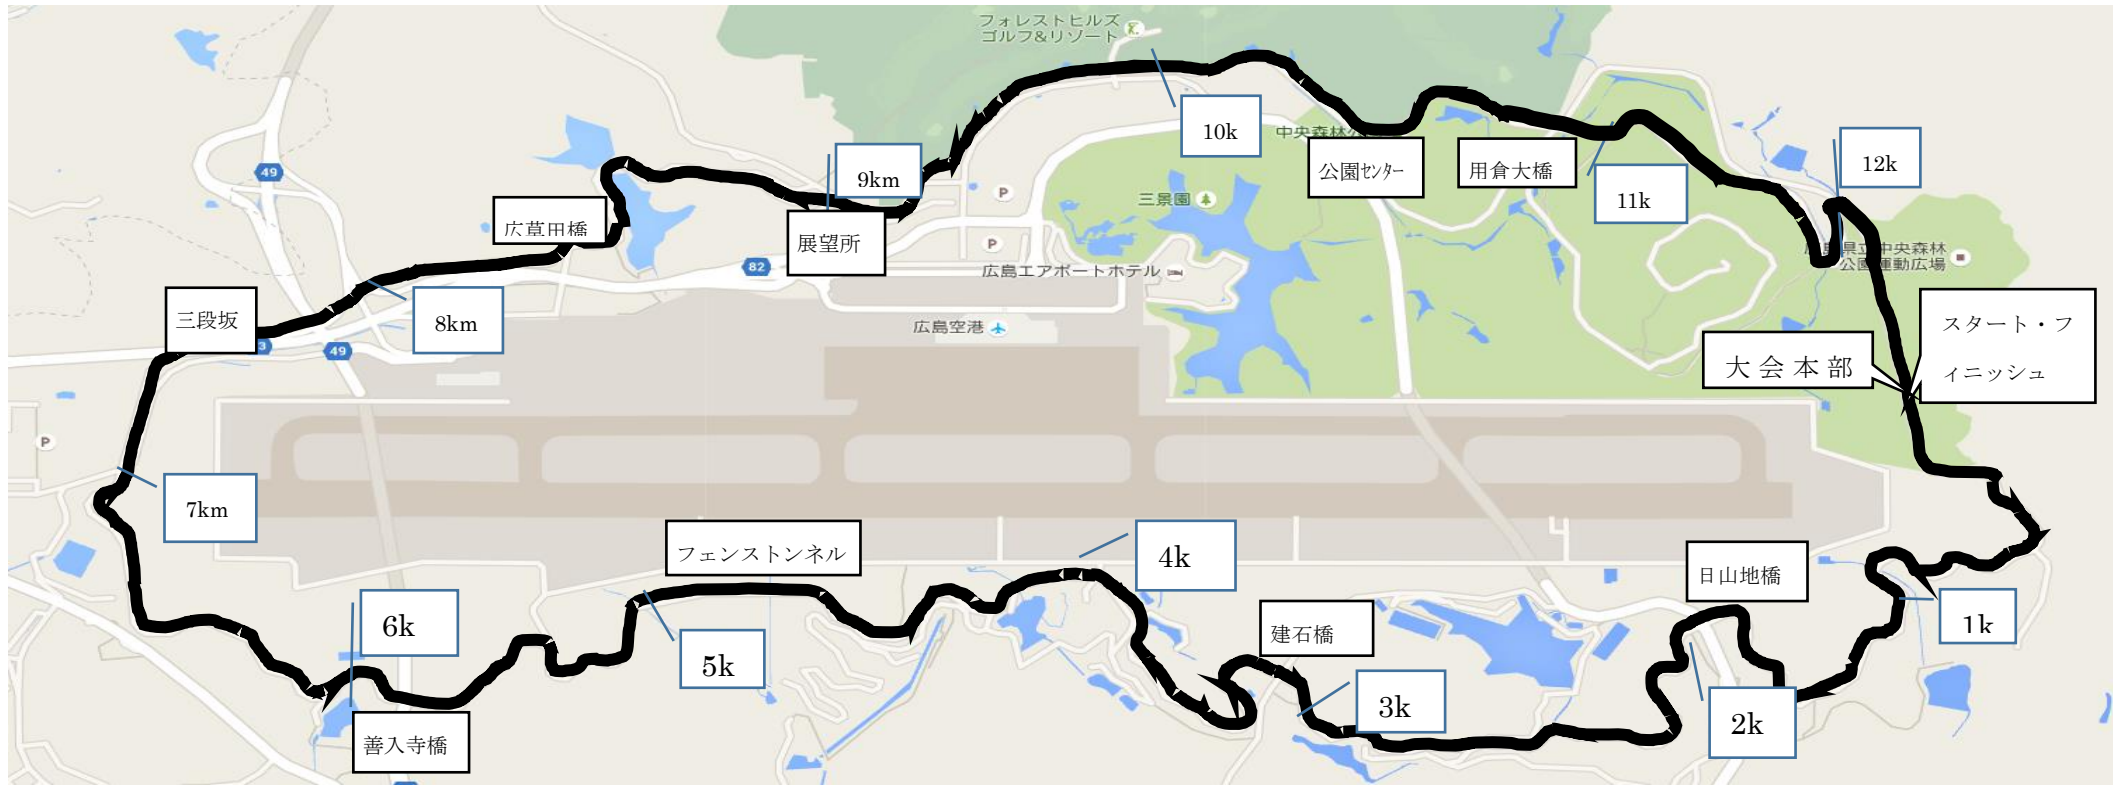 フォレストヒルズ
ゴルフ&リゾート
10k
中央森林公
公園ｾﾝﾀｰ
用倉大橋
12k
11k
9km
49
三景園
P
展望所
広島県立中央森林
公園運動広場
P
82
広島エアポートホテル
三段坂
8km
広島空港
スタート・フ
ィニッシュ
大会本部
3
49
P
7km
フェンストンネル
4k
日山地橋
1k
6k
5k
建石橋
3k
2k
善入寺橋